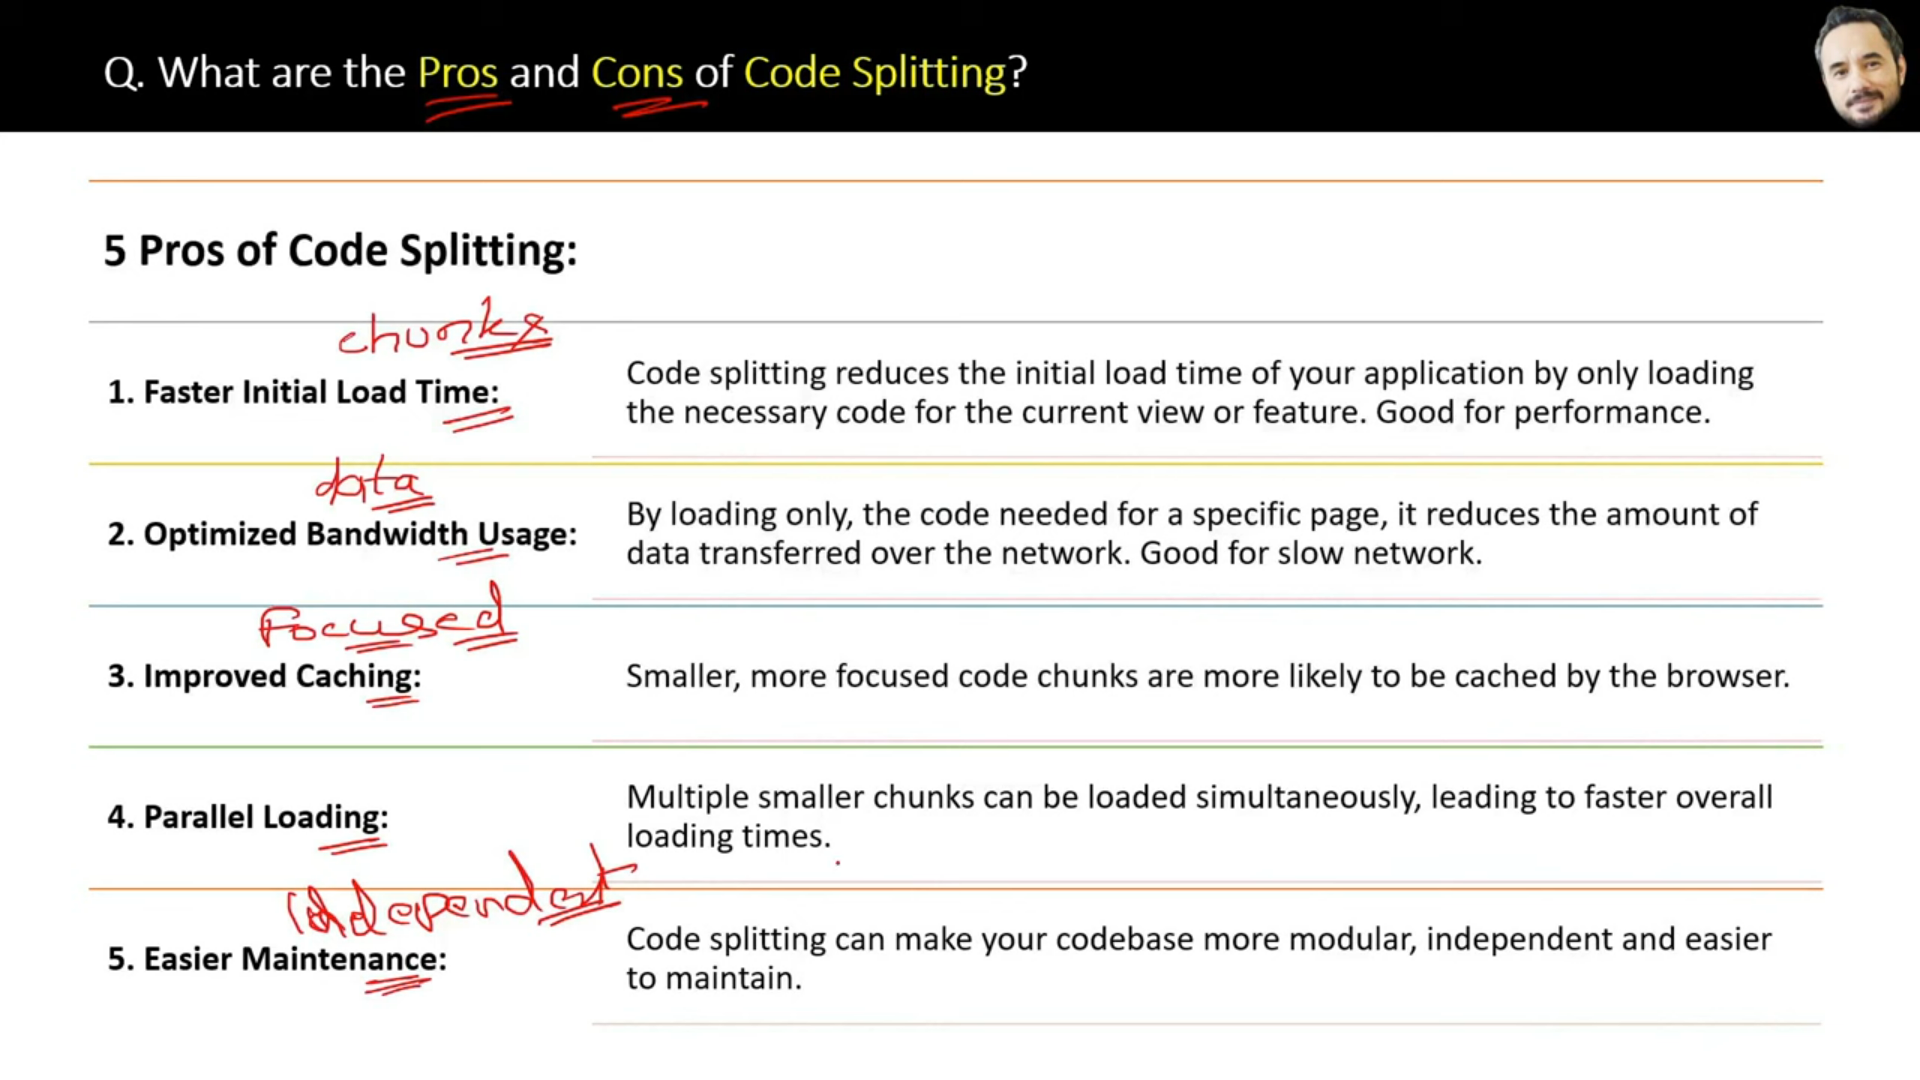 Q. What are the Pros and Cons of Code Splitting?
5 Pros of Code Splitting:
chunks
1. Faster Initial Load Time:
Code splitting reduces the initial load time of your application by only loading
the necessary code for the current view or feature. Good for performance.
data
2. Optimized Bandwidth Usage:
By loading only, the code needed for a specific page, it reduces the amount of
data transferred over the network. Good for slow network.
Focused
3. Improved Caching:
Smaller, more focused code chunks are more likely to be cached by the browser.
4. Parallel Loading:
Multiple smaller chunks can be loaded simultaneously, leading to faster overall
loading times.
independent
5. Easier Maintenance:
Code splitting can make your codebase more modular, independent and easier
to maintain.